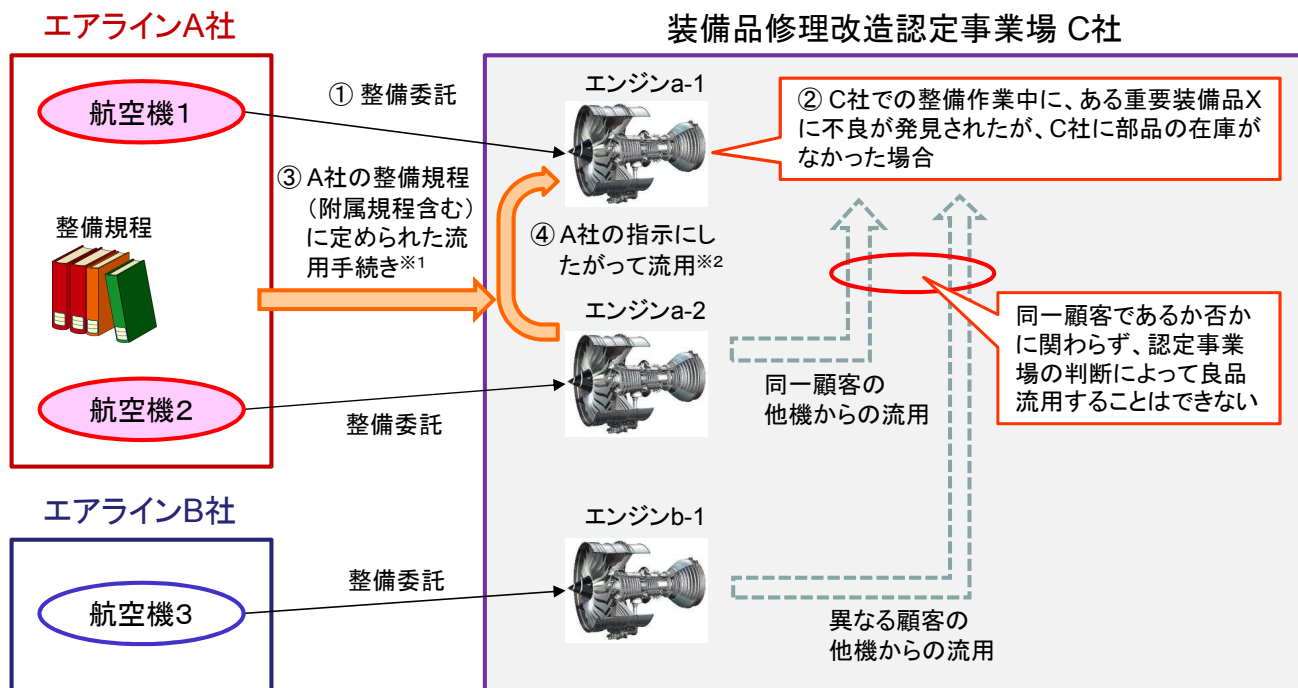 エアラインA社
装備品修理改造認定事業場 C社
航空機1
① 整備委託
エンジンa-1
② C社での整備作業中に、ある重要装備品X
に不良が発見されたが、C社に部品の在庫が
なかった場合
整備規程
③ A社の整備規程
(附属規程含む)
に定められた流
用手続き※1
④ A社の指示にし
たがって流用※2
エンジンa-2
同一顧客であるか否か
に関わらず、認定事業
場の判断によって良品
流用することはできない
航空機2
整備委託
同一顧客の
他機からの流用
エアラインB社
エンジンb-1
航空機3
整備委託
異なる顧客の
他機からの流用